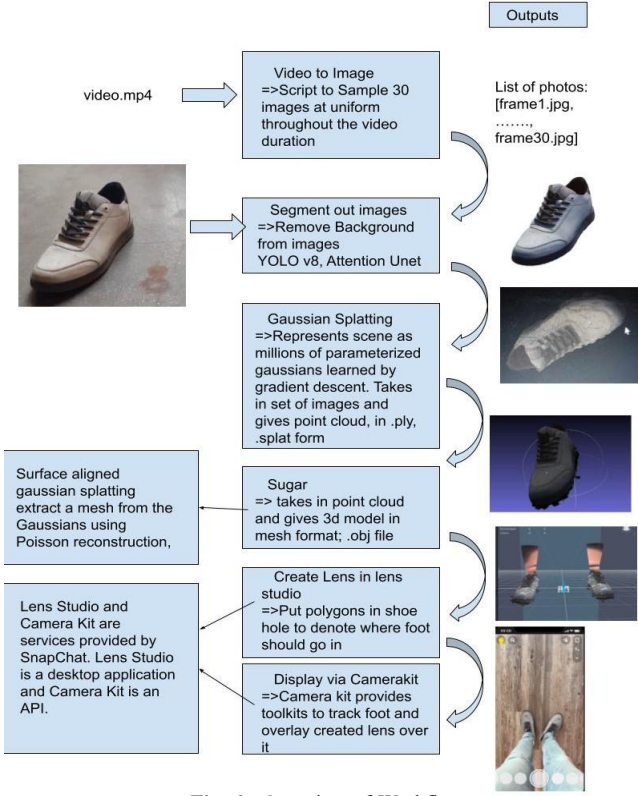 Outputs
video.mp4
Video to Image
=>Script to Sample 30
images at uniform
throughout the video
duration
List of photos:
[frame1.jpg,
…….,
frame30.jpg]
Segment out images
=>Remove Background
from images
YOLO v8, Attention Unet
Gaussian Splatting
=>Represents scene as
millions of parameterized
gaussians learned by
gradient descent. Takes
in set of images and
gives point cloud, in .ply,
.splat form
Surface aligned
gaussian splatting
extract a mesh from the
Gaussians using
Poisson reconstruction,
Sugar
=> takes in point cloud
and gives 3d model in
mesh format; .obj file
Lens Studio and
Camera Kit are
services provided by
SnapChat. Lens Studio
is a desktop application
and Camera Kit is an
API.
Create Lens in lens
studio
=>Put polygons in shoe
hole to denote where foot
should go in
Display via Camerakit
=>Camera kit provides
toolkits to track foot and
overlay created lens over
it